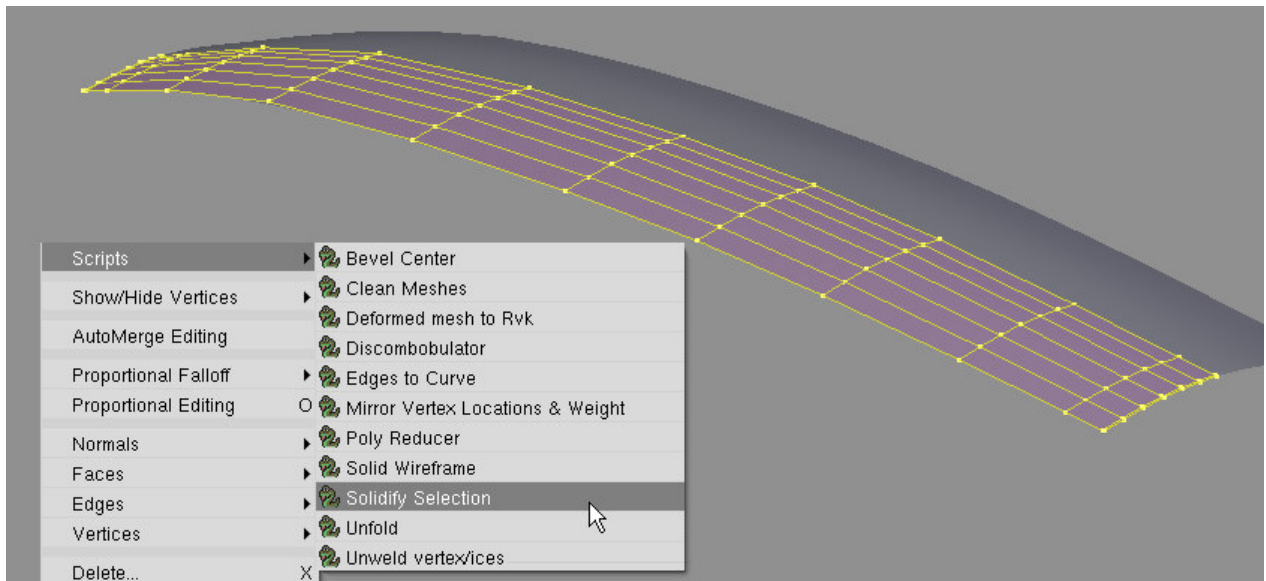 Scripts
Show/Hide Vertices
AutoMerge Editing
Proportional Falloff
Proportional Editing O
Normals
Faces
Edges
Vertices
Delete... X
Bevel Center
Clean Meshes
Deformed mesh to Rvk
Discombobulator
Edges to Curve
Mirror Vertex Locations & Weight
Poly Reducer
Solid Wireframe
Solidify Selection
Unfold
Unweld vertex/ices